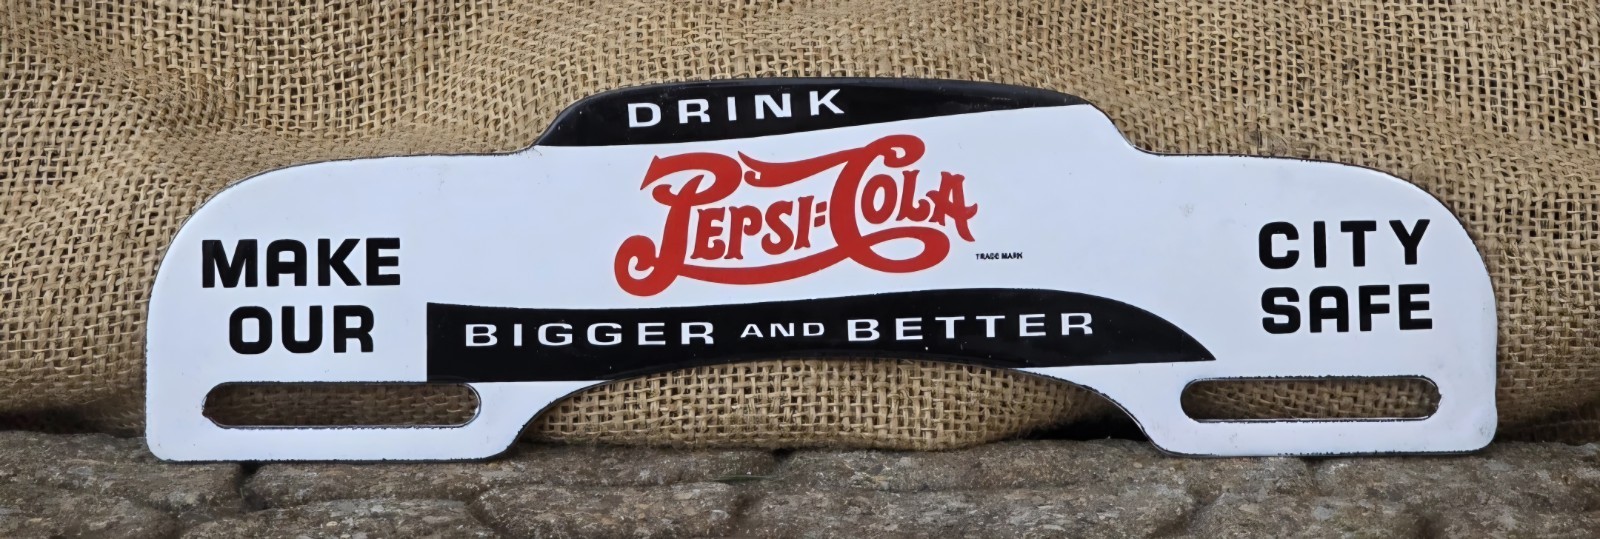 DRINK
PEPSI=COLA
TRADE MARK
MAKE
OUR
BIGGER AND BETTER
CITY
SAFE